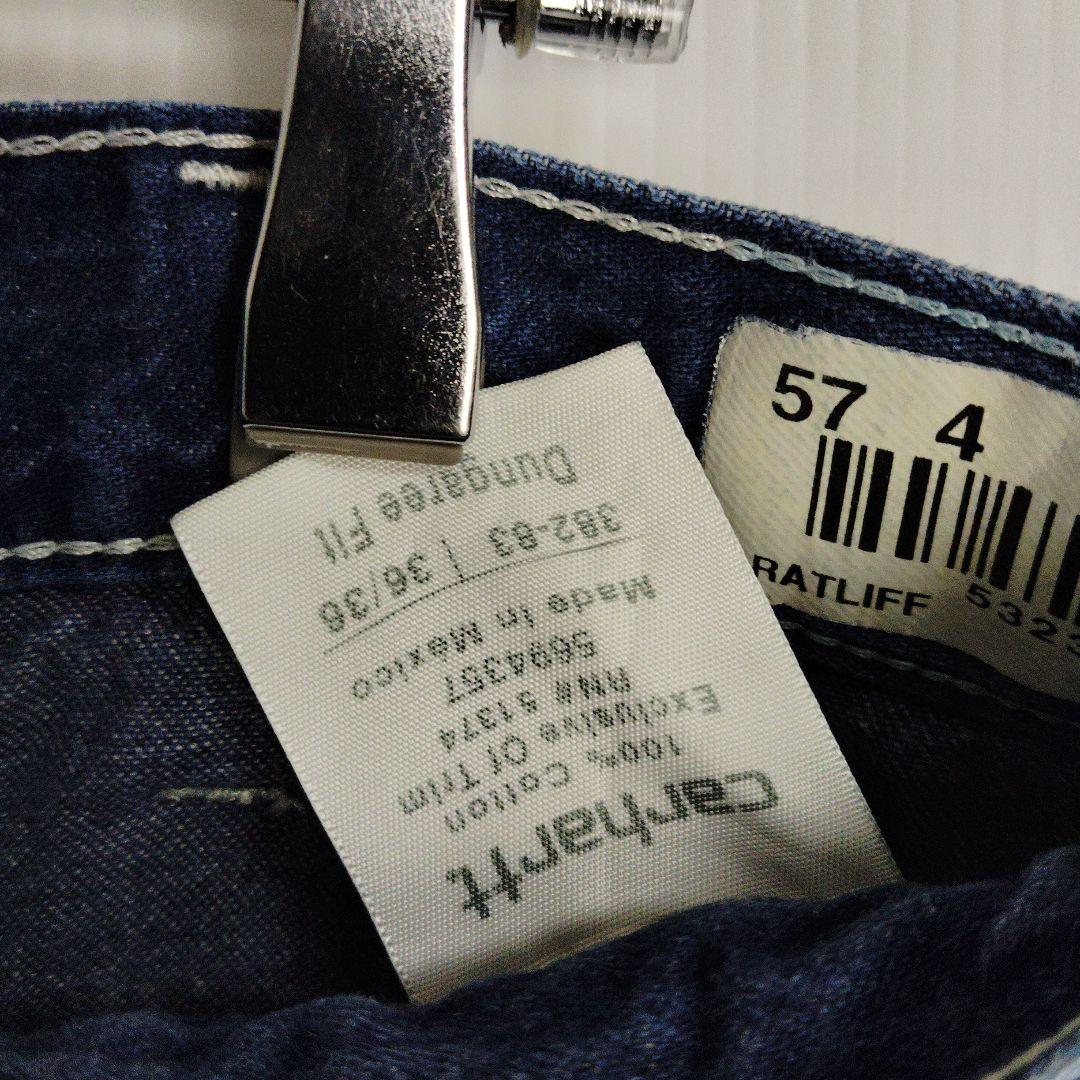 carhartt
100% Cotton
Exclusive Of Trim
RN# 51374
5694357
Made in Mexico
382-83 | 36/36
Dungaree Fit
57 4
RATLIFF 5323